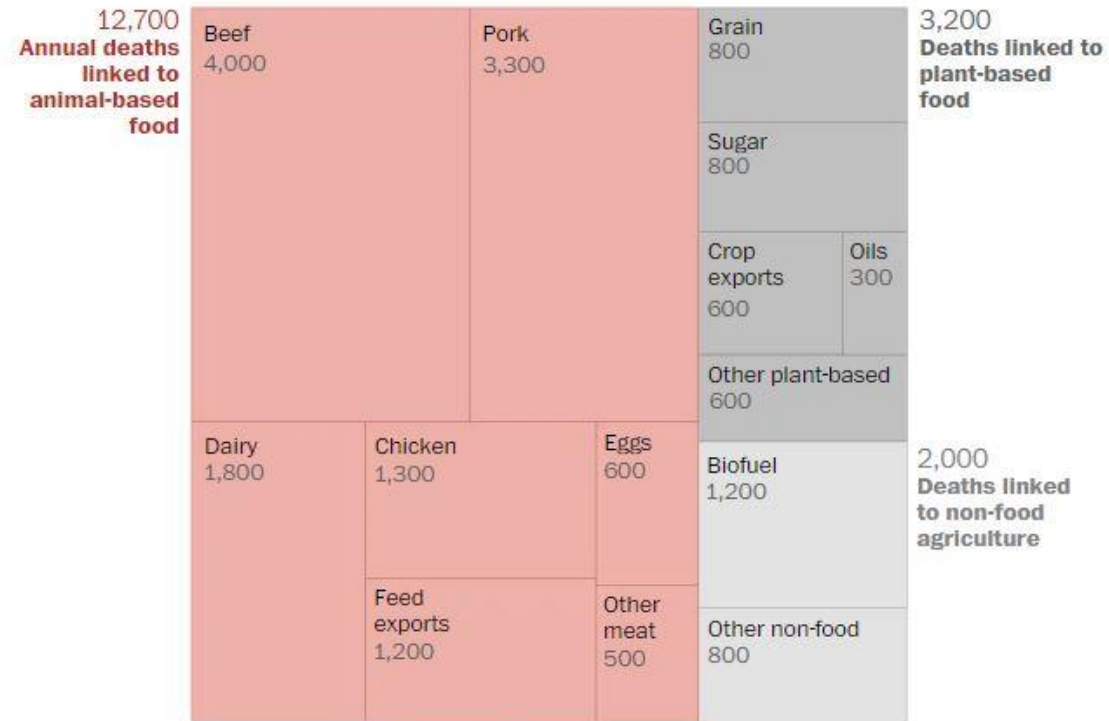 12,700
Annual deaths
linked to
animal-based
food
Beef
4,000
Pork
3,300
Dairy
1,800
Chicken
1,300
Feed
exports
1,200
Eggs
600
Other
meat
500
Grain
800
Sugar
800
Crop
exports
600
Oils
300
Other plant-based
600
Biofuel
1,200
Other non-food
800
3,200
Deaths linked to
plant-based
food
2,000
Deaths linked
to non-food
agriculture